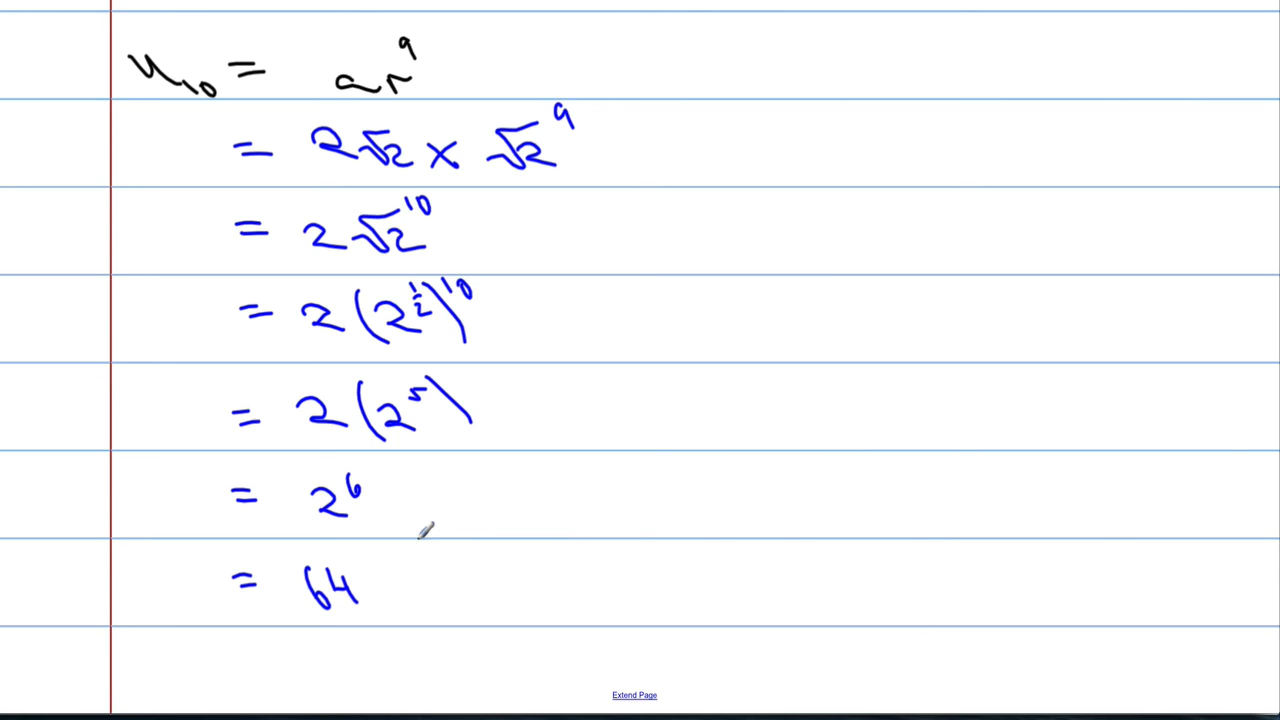 u₁₀ = ar⁹
= 2√2 × √2⁹
= 2√2¹⁰
= 2(2^½)¹⁰
= 2(2⁵)
= 2⁶
= 64
Extend Page